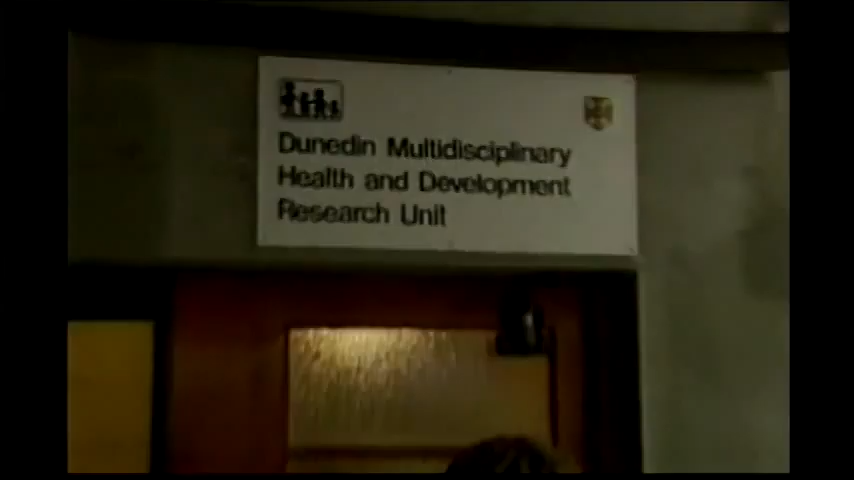 Dunedin Multidisciplinary
Health and Development
Research Unit